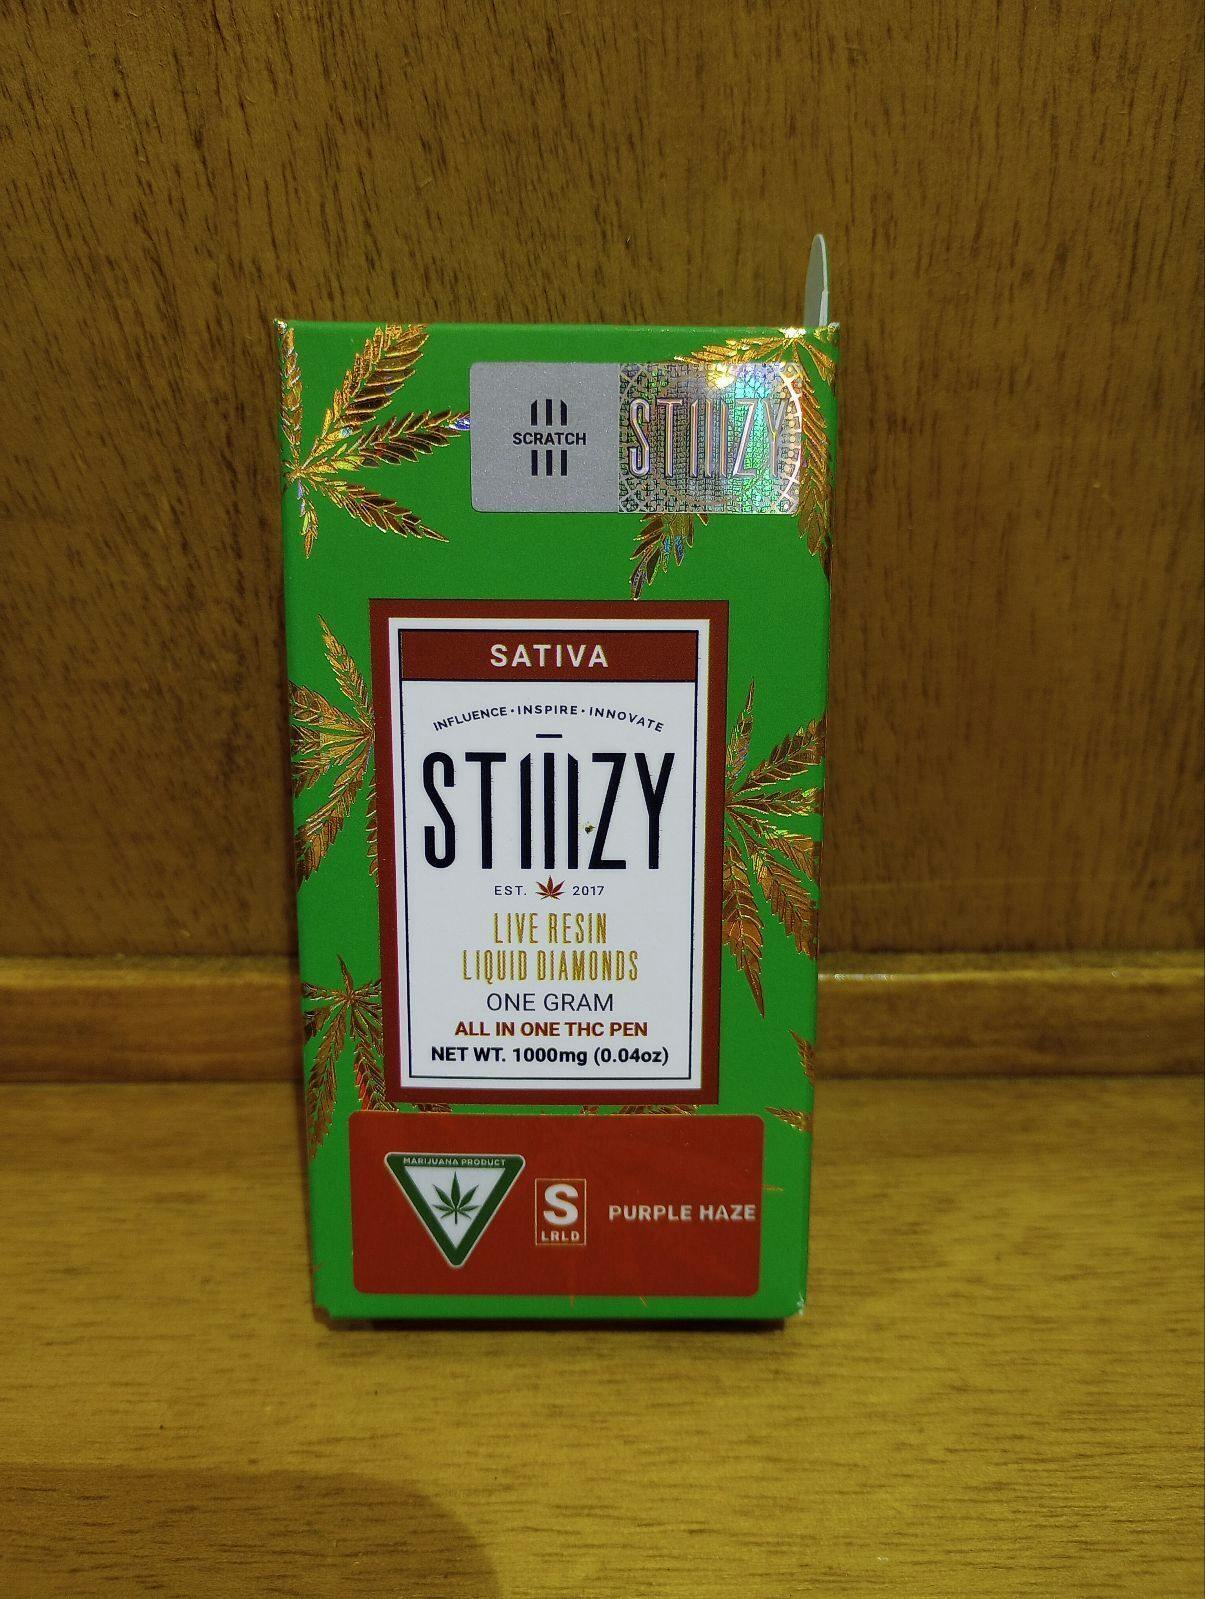 SCRATCH
STIIIZY
SATIVA
INFLUENCE • INSPIRE • INNOVATE
STIIIZY
EST. 2017
LIVE RESIN
LIQUID DIAMONDS
ONE GRAM
ALL IN ONE THC PEN
NET WT. 1000mg (0.04oz)
MARIJUANA PRODUCT
S
LRLD
PURPLE HAZE